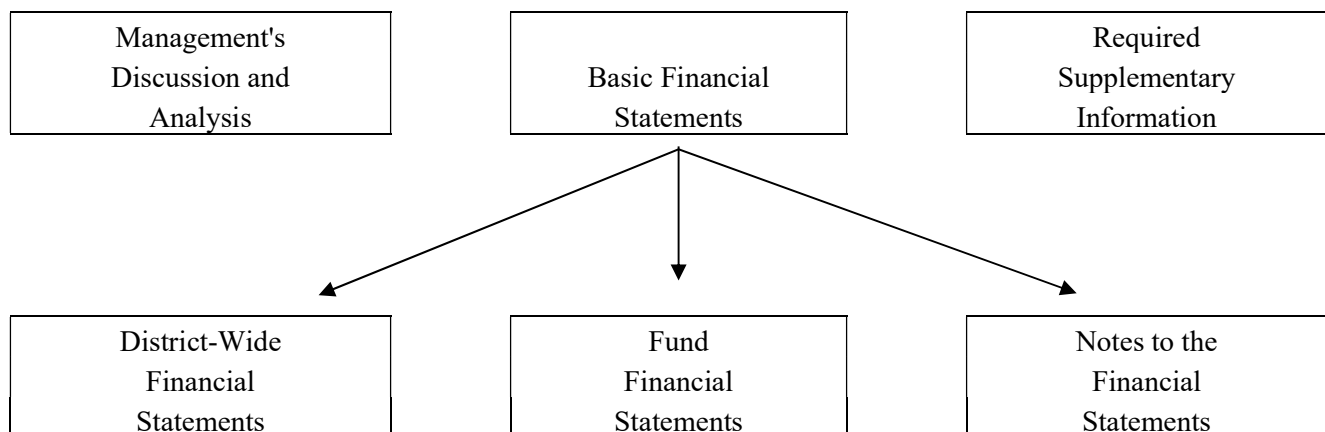 Management's
Discussion and
Analysis
Basic Financial
Statements
Required
Supplementary
Information
District-Wide
Financial
Statements
Fund
Financial
Statements
Notes to the
Financial
Statements